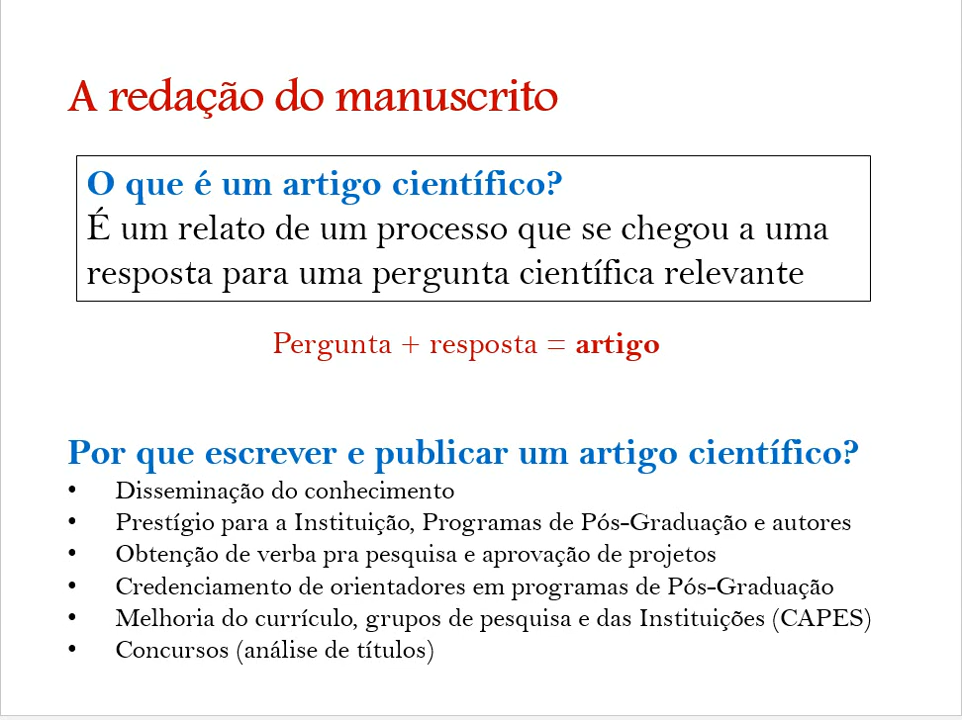 A redação do manuscrito
O que é um artigo científico?
É um relato de um processo que se chegou a uma
resposta para uma pergunta científica relevante
Pergunta + resposta = artigo
Por que escrever e publicar um artigo científico?
• Disseminação do conhecimento
• Prestígio para a Instituição, Programas de Pós-Graduação e autores
• Obtenção de verba pra pesquisa e aprovação de projetos
• Credenciamento de orientadores em programas de Pós-Graduação
• Melhoria do currículo, grupos de pesquisa e das Instituições (CAPES)
• Concursos (análise de títulos)